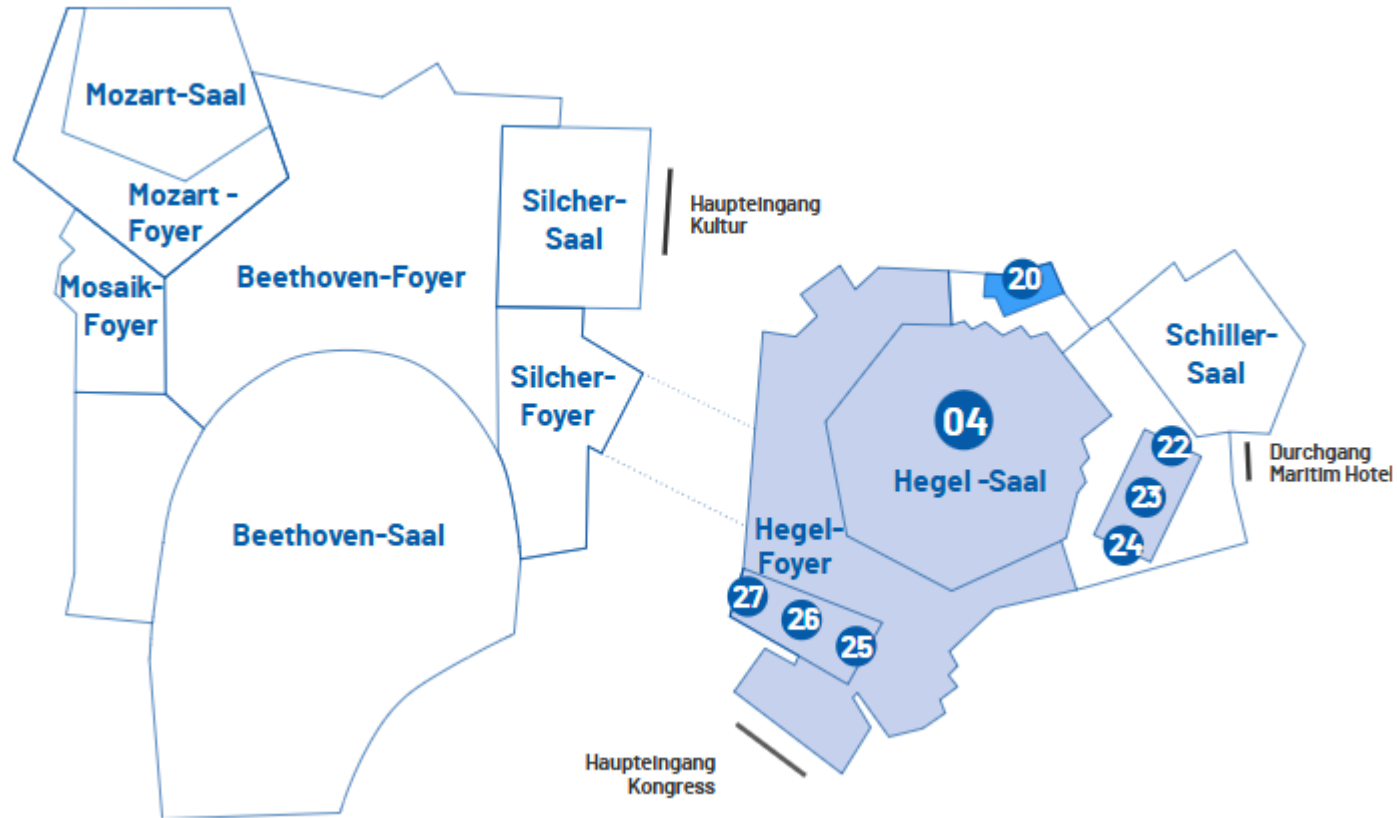 Mozart-Saal
Mozart -
Foyer
Mosaik-
Foyer
Beethoven-Foyer
Silcher-
Saal
Haupteingang
Kultur
Silcher-
Foyer
Beethoven-Saal
20
Schiller-
Saal
04
Hegel -Saal
22
23
24
Durchgang
Maritim Hotel
Hegel-
Foyer
27
26
25
Haupteingang
Kongress